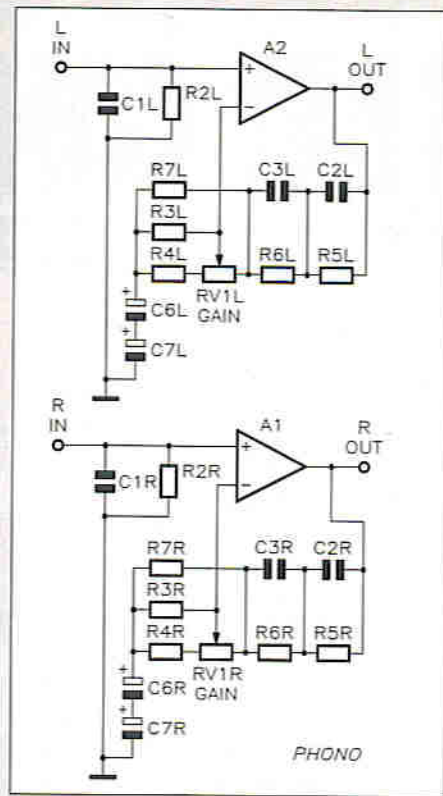 L
IN
A2
L
OUT
C1L
R2L
R7L
C3L
C2L
R3L
R4L
R6L
R5L
+
C6L
RV1L
GAIN
+
C7L
R
IN
A1
R
OUT
C1R
R2R
R7R
C3R
C2R
R3R
R4R
R6R
R5R
+
C6R
RV1R
GAIN
+
C7R
PHONO